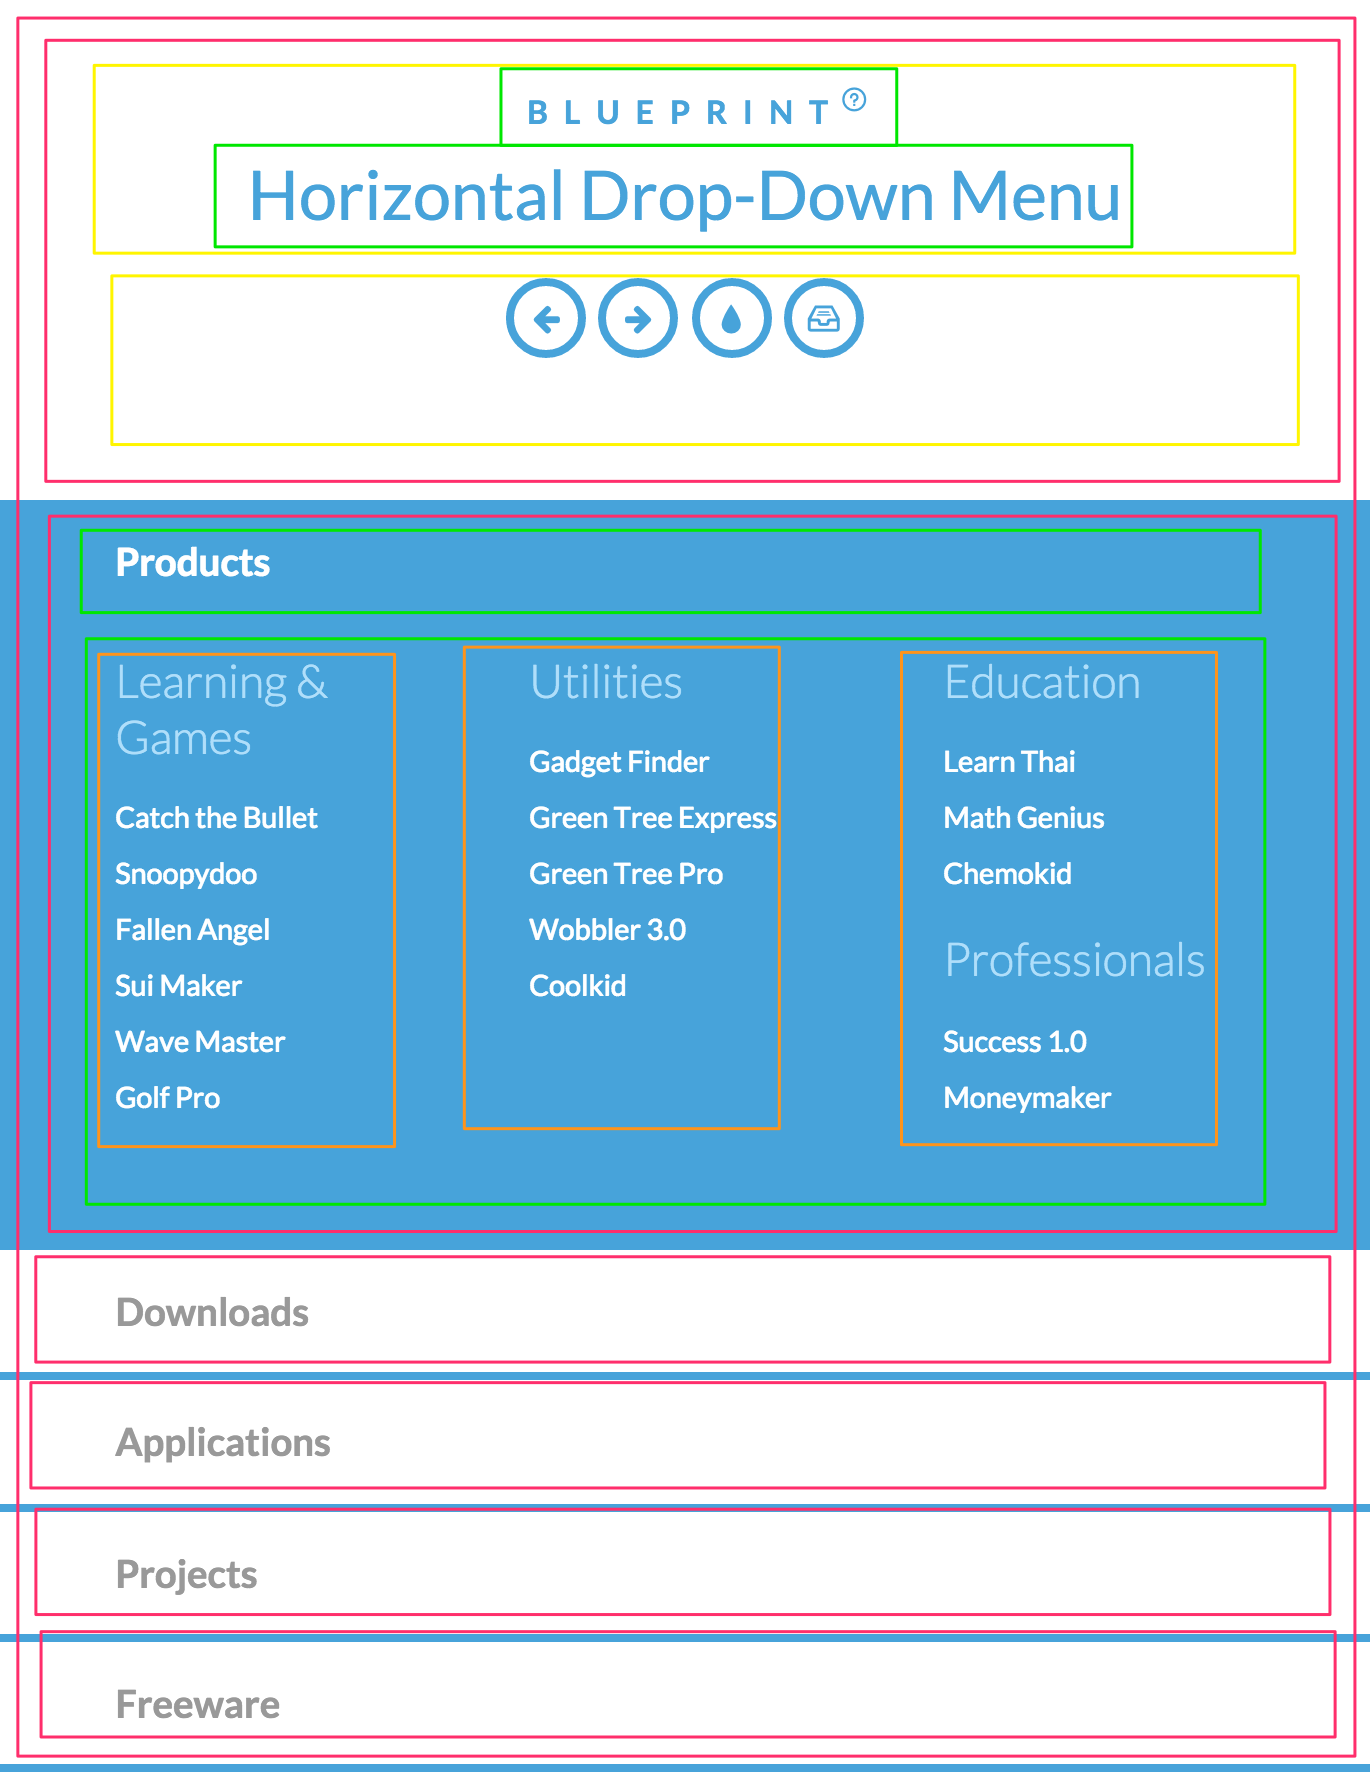 BLUEPRINT ?
Horizontal Drop-Down Menu
Products
Learning &
Games
Catch the Bullet
Snoopydoo
Fallen Angel
Sui Maker
Wave Master
Golf Pro
Utilities
Gadget Finder
Green Tree Express
Green Tree Pro
Wobbler 3.0
Coolkid
Education
Learn Thai
Math Genius
Chemokid
Professionals
Success 1.0
Moneymaker
Downloads
Applications
Projects
Freeware